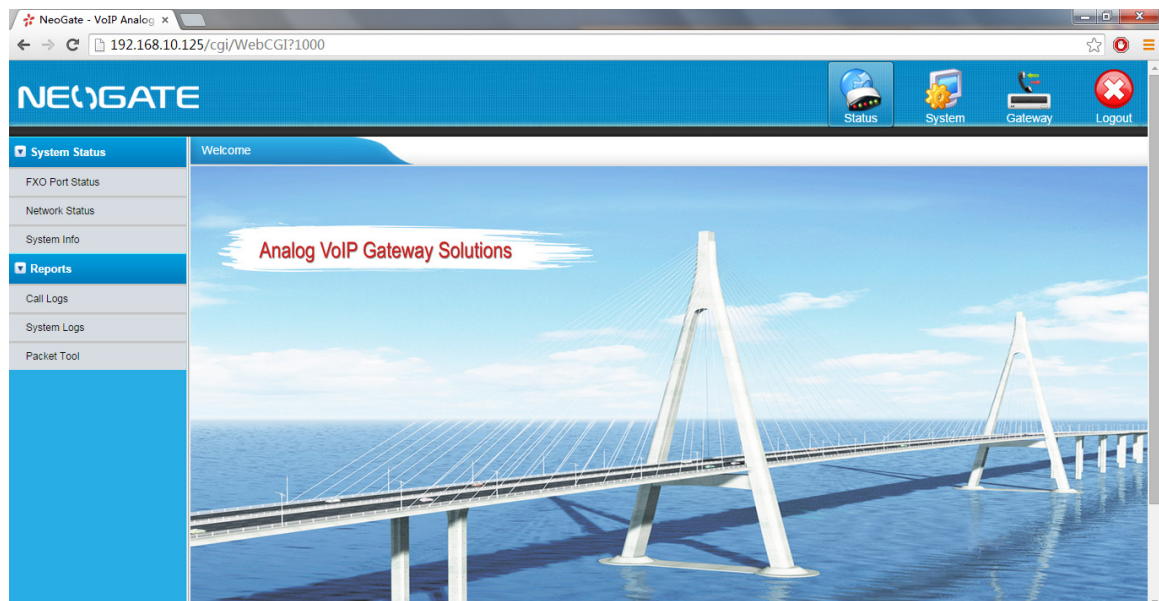 NeoGate - VoIP Analog
192.168.10.125/cgi/WebCGI?1000
NEOGATE
Status
System
Gateway
Logout
System Status
Welcome
FXO Port Status
Network Status
System Info
Reports
Call Logs
System Logs
Packet Tool
Analog VoIP Gateway Solutions